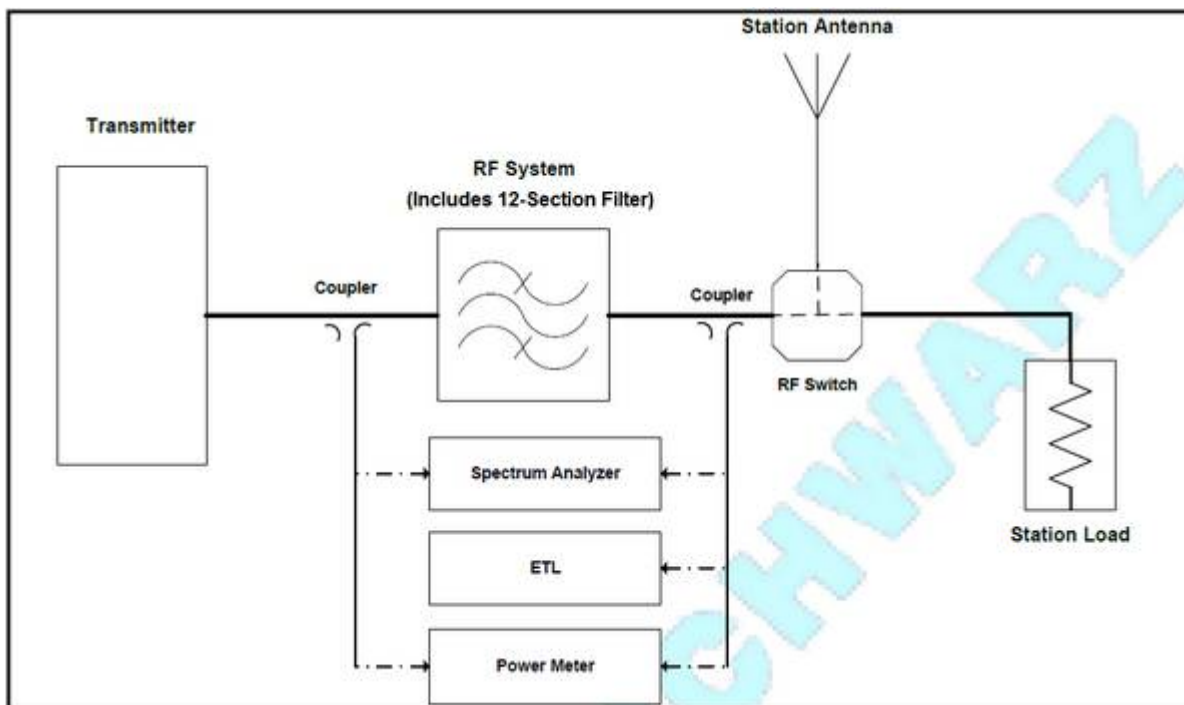 Station Antenna
Transmitter
RF System
(Includes 12-Section Filter)
Coupler
Coupler
RF Switch
Spectrum Analyzer
Station Load
ETL
Power Meter
CHWARZ